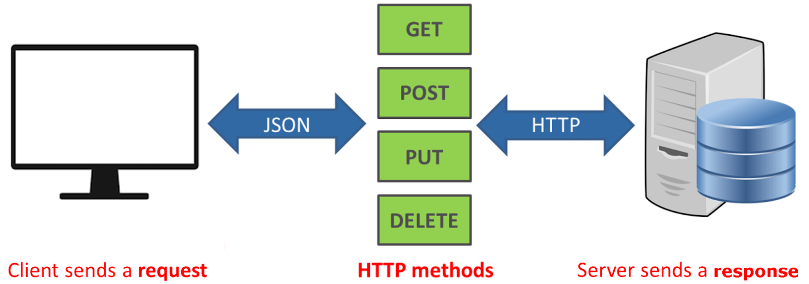 GET
POST
JSON
HTTP
PUT
DELETE
Client sends a request
HTTP methods
Server sends a response